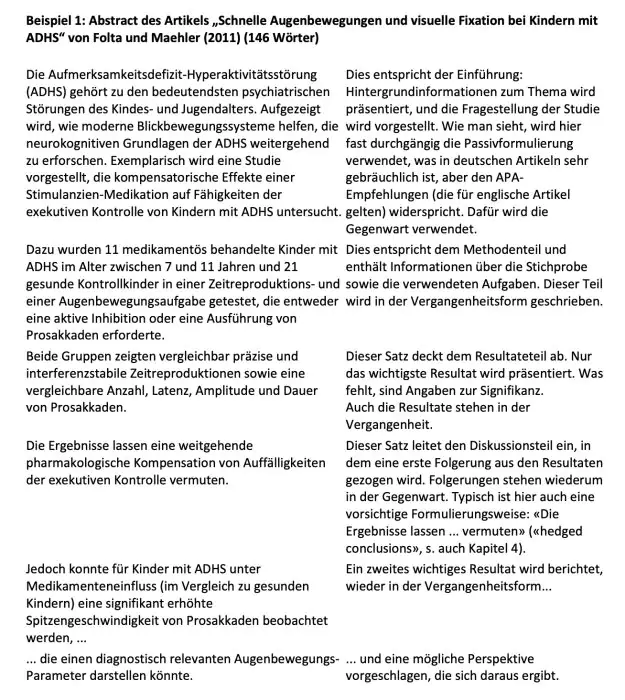 Beispiel 1: Abstract des Artikels „Schnelle Augenbewegungen und visuelle Fixation bei Kindern mit
ADHS“ von Folta und Maehler (2011) (146 Wörter)
Die Aufmerksamkeitsdefizit-Hyperaktivitätsstörung
(ADHS) gehört zu den bedeutendsten psychiatrischen
Störungen des Kindes- und Jugendalters. Aufgezeigt
wird, wie moderne Blickbewegungssysteme helfen, die
neurokognitiven Grundlagen der ADHS weitergehend
zu erforschen. Exemplarisch wird eine Studie
vorgestellt, die kompensatorische Effekte einer
Stimulanzien-Medikation auf Fähigkeiten der
exekutiven Kontrolle von Kindern mit ADHS untersucht.
Dies entspricht der Einführung:
Hintergrundinformationen zum Thema wird
präsentiert, und die Fragestellung der Studie
wird vorgestellt. Wie man sieht, wird hier
fast durchgängig die Passivformulierung
verwendet, was in deutschen Artikeln sehr
gebräuchlich ist, aber den APA-
Empfehlungen (die für englische Artikel
gelten) widerspricht. Dafür wird die
Gegenwart verwendet.
Dazu wurden 11 medikamentös behandelte Kinder mit
ADHS im Alter zwischen 7 und 11 Jahren und 21
gesunde Kontrollkinder in einer Zeitreproduktions- und
einer Augenbewegungsaufgabe getestet, die entweder
eine aktive Inhibition oder eine Ausführung von
Prosakkaden erforderte.
Dies entspricht dem Methodenteil und
enthält Informationen über die Stichprobe
sowie die verwendeten Aufgaben. Dieser Teil
wird in der Vergangenheitsform geschrieben.
Beide Gruppen zeigten vergleichbar präzise und
interferenzstabile Zeitreproduktionen sowie eine
vergleichbare Anzahl, Latenz, Amplitude und Dauer
von Prosakkaden.
Dieser Satz deckt dem Resultateteil ab. Nur
das wichtigste Resultat wird präsentiert. Was
fehlt, sind Angaben zur Signifikanz.
Auch die Resultate stehen in der
Vergangenheit.
Die Ergebnisse lassen eine weitgehende
pharmakologische Kompensation von Auffälligkeiten
der exekutiven Kontrolle vermuten.
Dieser Satz leitet den Diskussionsteil ein, in
dem eine erste Folgerung aus den Resultaten
gezogen wird. Folgerungen stehen wiederum
in der Gegenwart. Typisch ist hier auch eine
vorsichtige Formulierungsweise: «Die
Ergebnisse lassen ... vermuten» («hedged
conclusions», s. auch Kapitel 4).
Jedoch konnte für Kinder mit ADHS unter
Medikamenteneinfluss (im Vergleich zu gesunden
Kindern) eine signifikant erhöhte
Spitzengeschwindigkeit von Prosakkaden beobachtet
werden, ...
Ein zweites wichtiges Resultat wird berichtet,
wieder in der Vergangenheitsform...
... die einen diagnostisch relevanten Augenbewegungs-
Parameter darstellen könnte.
... und eine mögliche Perspektive
vorgeschlagen, die sich daraus ergibt.